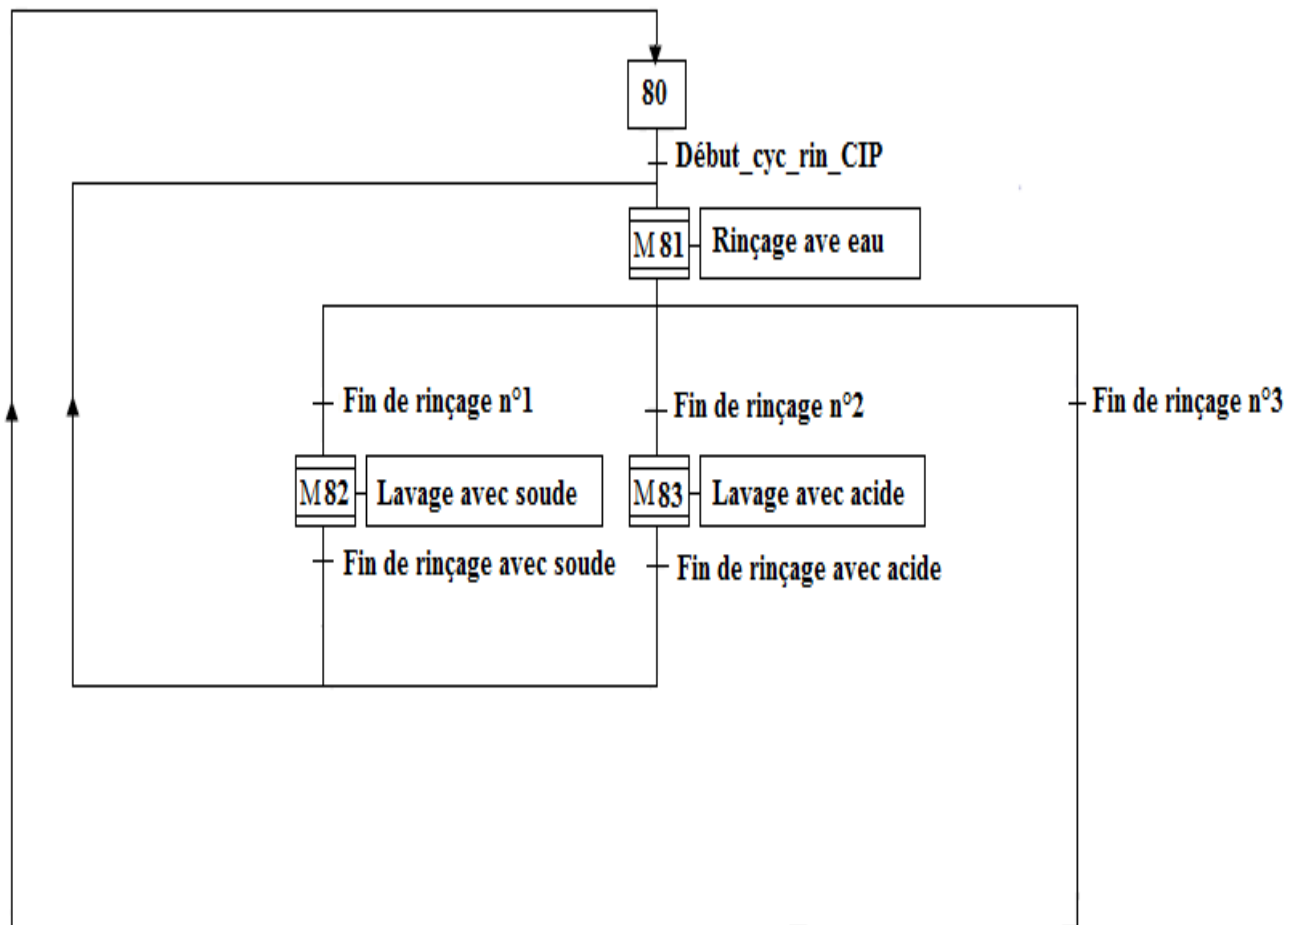 80
Début_cyc_rin_CIP
M81
Rinçage ave eau
Fin de rinçage n°1
Fin de rinçage n°2
Fin de rinçage n°3
M82
Lavage avec soude
M83
Lavage avec acide
Fin de rinçage avec soude
Fin de rinçage avec acide